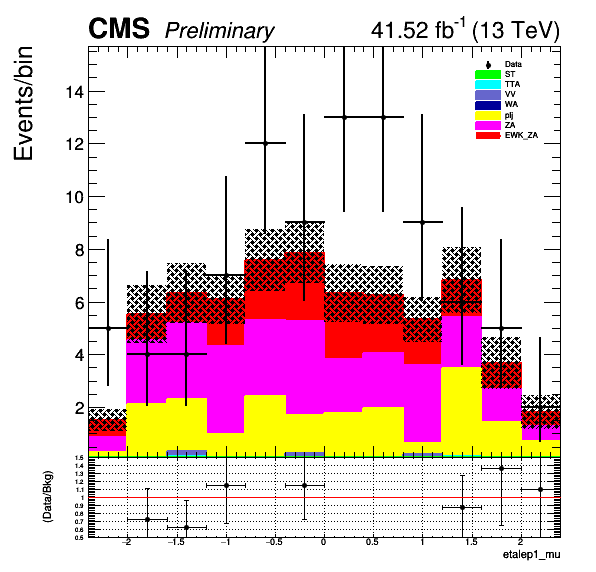 CMS Preliminary 41.52 fb-1 (13 TeV)
Events/bin
14
12
10
8
6
4
2
Data
ST
TTA
VV
WA
plj
ZA
EWK_ZA
(Data/Bkg)
1.5
1.4
1.3
1.2
1.1
1
0.9
0.8
0.7
0.6
0.5
−2 −1.5 −1 −0.5 0 0.5 1 1.5 2
etalep1_mu